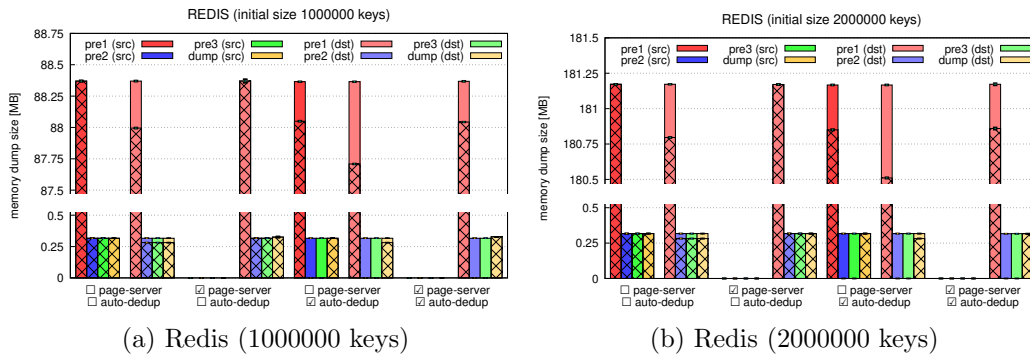 REDIS (initial size 1000000 keys)
88.75
88.5
88.25
88
87.75
87.5
0.5
0.25
0
memory dump size [MB]
pre1 (src) pre3 (src) pre1 (dst) pre3 (dst)
pre2 (src) dump (src) pre2 (dst) dump (dst)
☐ page-server ☑ page-server ☐ page-server ☑ page-server
☐ auto-dedup ☐ auto-dedup ☑ auto-dedup ☑ auto-dedup
(a) Redis (1000000 keys)
REDIS (initial size 2000000 keys)
181.5
181.25
181
180.75
180.5
0.5
0.25
0
memory dump size [MB]
pre1 (src) pre3 (src) pre1 (dst) pre3 (dst)
pre2 (src) dump (src) pre2 (dst) dump (dst)
☐ page-server ☑ page-server ☐ page-server ☑ page-server
☐ auto-dedup ☐ auto-dedup ☑ auto-dedup ☑ auto-dedup
(b) Redis (2000000 keys)